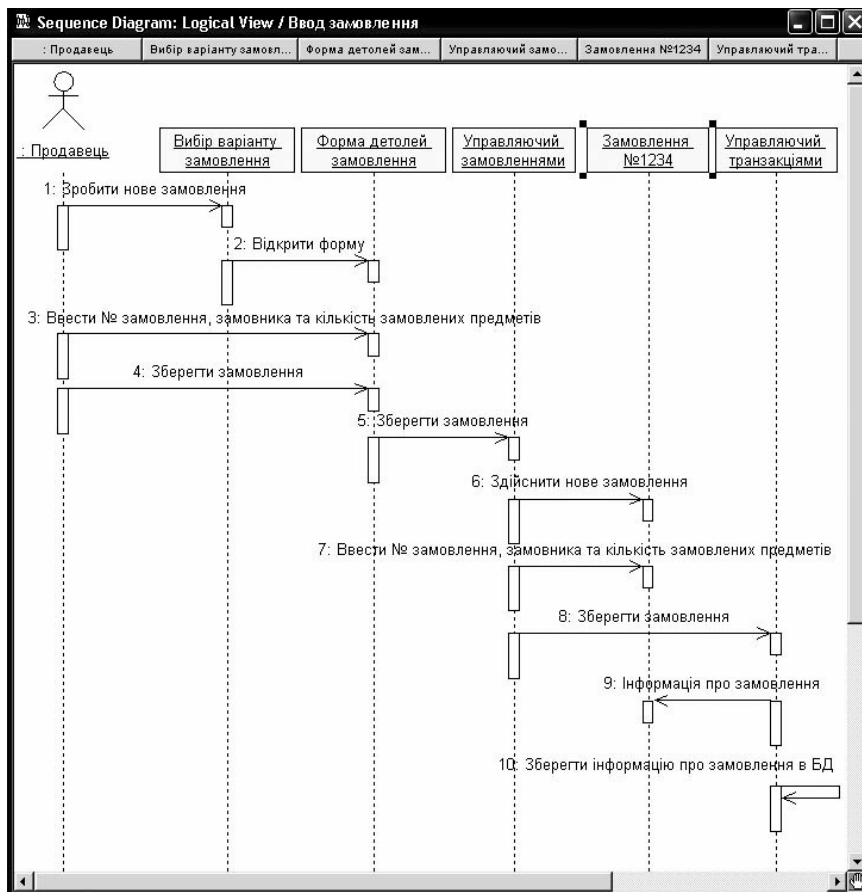 Sequence Diagram: Logical View / Ввод замовлення
: Продавець
Вибір варіанту замовл...
Форма детолей зам...
Управляючий замо...
Замовлення №1234
Управляючий тра...
: Продавець
Вибір варіанту
замовлення
Форма детолей
замовлення
Управляючий
замовленнями
Замовлення
№1234
Управляючий
транзакціями
1: Зробити нове замовлення
2: Відкрити форму
3: Ввести № замовлення, замовника та кількість замовлених предметів
4: Зберегти замовлення
5: Зберегти замовлення
6: Здійснити нове замовлення
7: Ввести № замовлення, замовника та кількість замовлених предметів
8: Зберегти замовлення
9: Інформація про замовлення
10: Зберегти інформацію про замовлення в БД